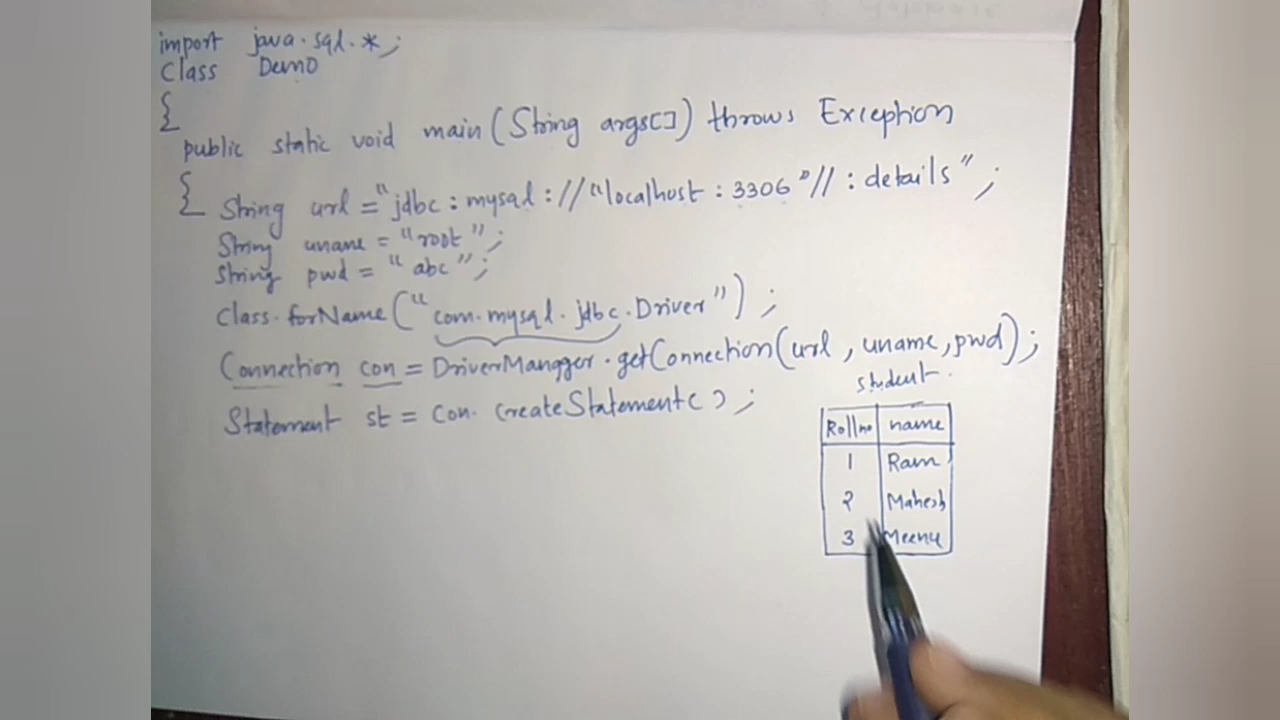 import java.sql.*;
Class Demo
{
public static void main(String args[]) throws Exception
{ String url = "jdbc:mysql://"localhost:3306"//:details";
String uname = "root";
String pwd = "abc";
Class.forName("com.mysql.jdbc.Driver");
Connection con = DriverMangger.getConnection(url, uname, pwd);
Statement st = con.createStatement();
student
Rollno name
1 Ram
2 Mahesh
3 Meenu